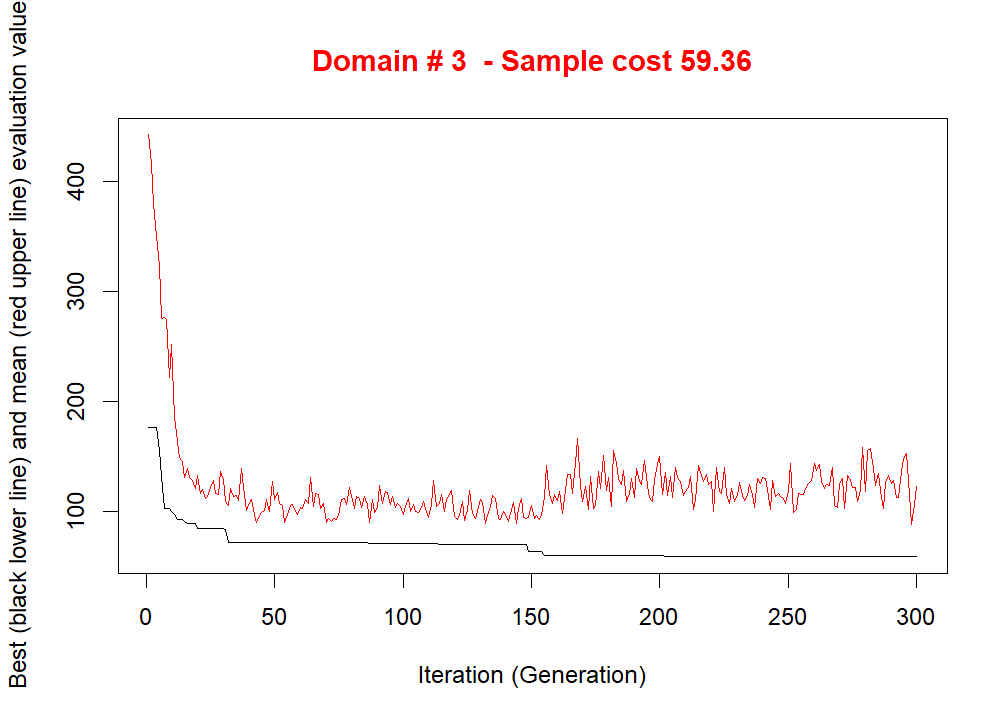 Domain # 3  - Sample cost 59.36
Best (black lower line) and mean (red upper line) evaluation value
400
300
200
100
0 50 100 150 200 250 300
Iteration (Generation)